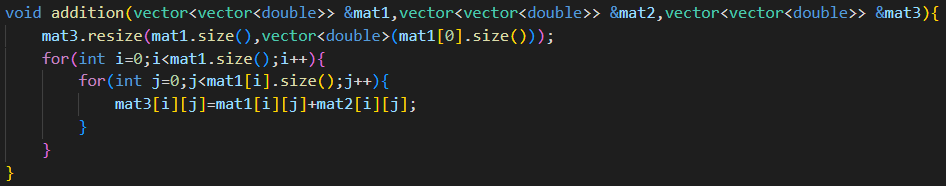 void addition(vector<vector<double>> &mat1,vector<vector<double>> &mat2,vector<vector<double>> &mat3){
    mat3.resize(mat1.size(),vector<double>(mat1[0].size()));
    for(int i=0;i<mat1.size();i++){
        for(int j=0;j<mat1[i].size();j++){
            mat3[i][j]=mat1[i][j]+mat2[i][j];
        }
    }
}